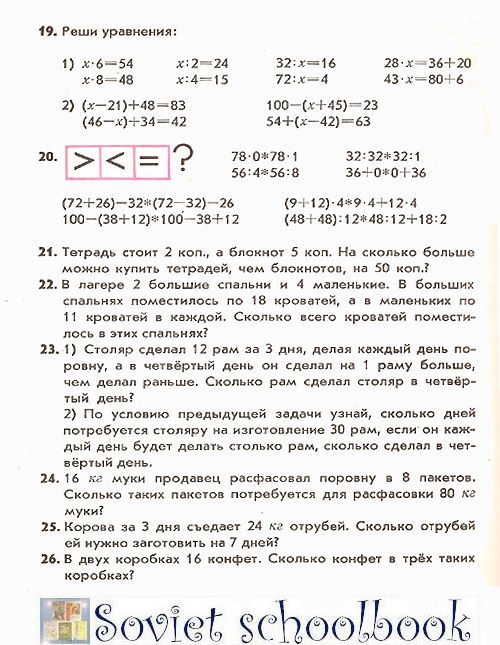 19. Реши уравнения:
1) x·6=54 x:2=24 32:x=16 28·x=36+20
x·8=48 x:4=15 72:x=4 43·x=80+6
2) (x—21)+48=83 100—(x+45)=23
(46—x)+34=42 54+(x—42)=63
20. > < = ? 78·0*78·1 32:32*32:1
56:4*56:8 36+0*0+36
(72+26)—32*(72—32)—26 (9+12)·4*9·4+12·4
100—(38+12)*100—38+12 (48+48):12*48:12+18:2
21. Тетрадь стоит 2 коп., а блокнот 5 коп. На сколько больше
можно купить тетрадей, чем блокнотов, на 50 коп.?
22. В лагере 2 большие спальни и 4 маленькие. В больших
спальнях поместилось по 18 кроватей, а в маленьких по
11 кроватей в каждой. Сколько всего кроватей помести-
лось в этих спальнях?
23. 1) Столяр сделал 12 рам за 3 дня, делая каждый день по-
ровну, а в четвёртый день он сделал на 1 раму больше,
чем делал раньше. Сколько рам сделал столяр в четвёр-
тый день?
2) По условию предыдущей задачи узнай, сколько дней
потребуется столяру на изготовление 30 рам, если он каж-
дый день будет делать столько рам, сколько сделал в чет-
вёртый день.
24. 16 кг муки продавец расфасовал поровну в 8 пакетов.
Сколько таких пакетов потребуется для расфасовки 80 кг
муки?
25. Корова за 3 дня съедает 24 кг отрубей. Сколько отрубей
ей нужно заготовить на 7 дней?
26. В двух коробках 16 конфет. Сколько конфет в трёх таких
коробках?
Soviet schoolbook